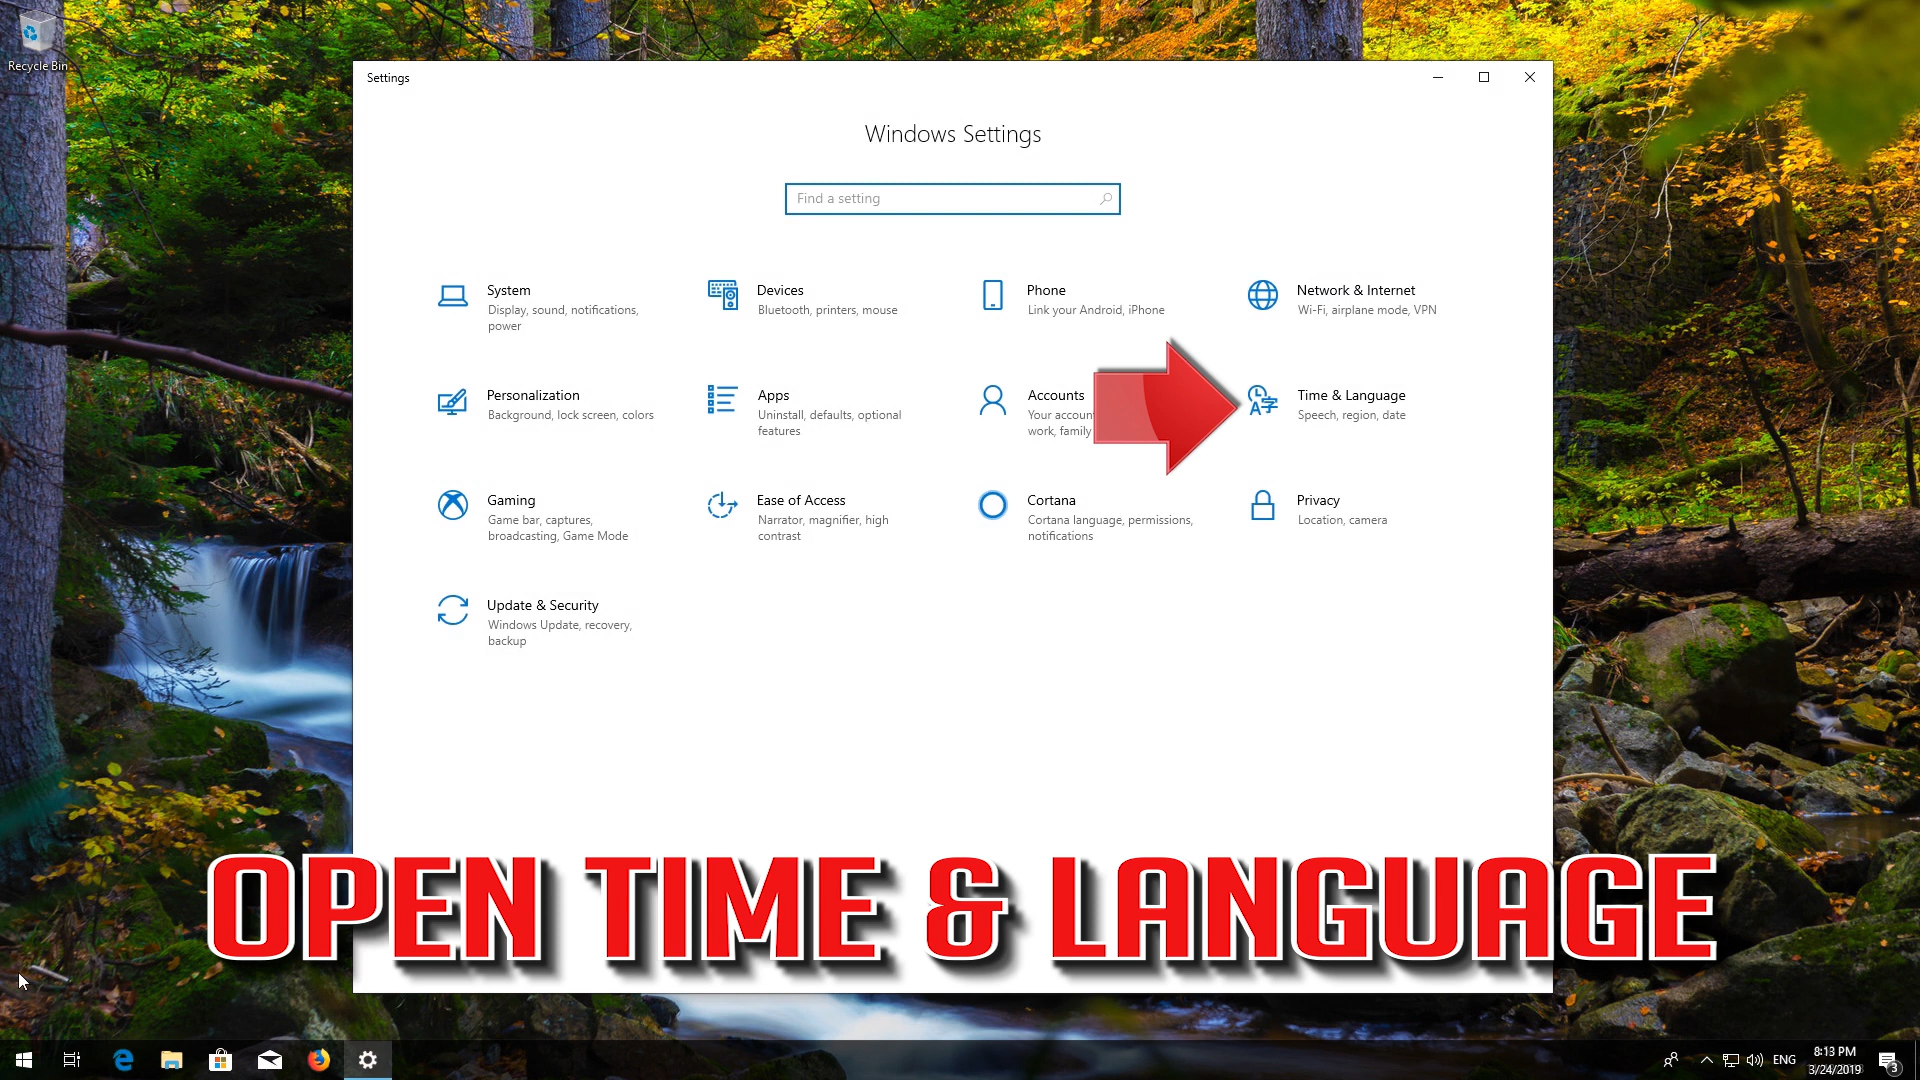 Recycle Bin
Settings
Windows Settings
Find a setting
System
Display, sound, notifications,
power
Devices
Bluetooth, printers, mouse
Phone
Link your Android, iPhone
Network & Internet
Wi-Fi, airplane mode, VPN
Personalization
Background, lock screen, colors
Apps
Uninstall, defaults, optional
features
Accounts
Your accoun
work, family
Time & Language
Speech, region, date
Gaming
Game bar, captures,
broadcasting, Game Mode
Ease of Access
Narrator, magnifier, high
contrast
Cortana
Cortana language, permissions,
notifications
Privacy
Location, camera
Update & Security
Windows Update, recovery,
backup
OPEN TIME & LANGUAGE
ENG
8:13 PM
3/24/2019
3